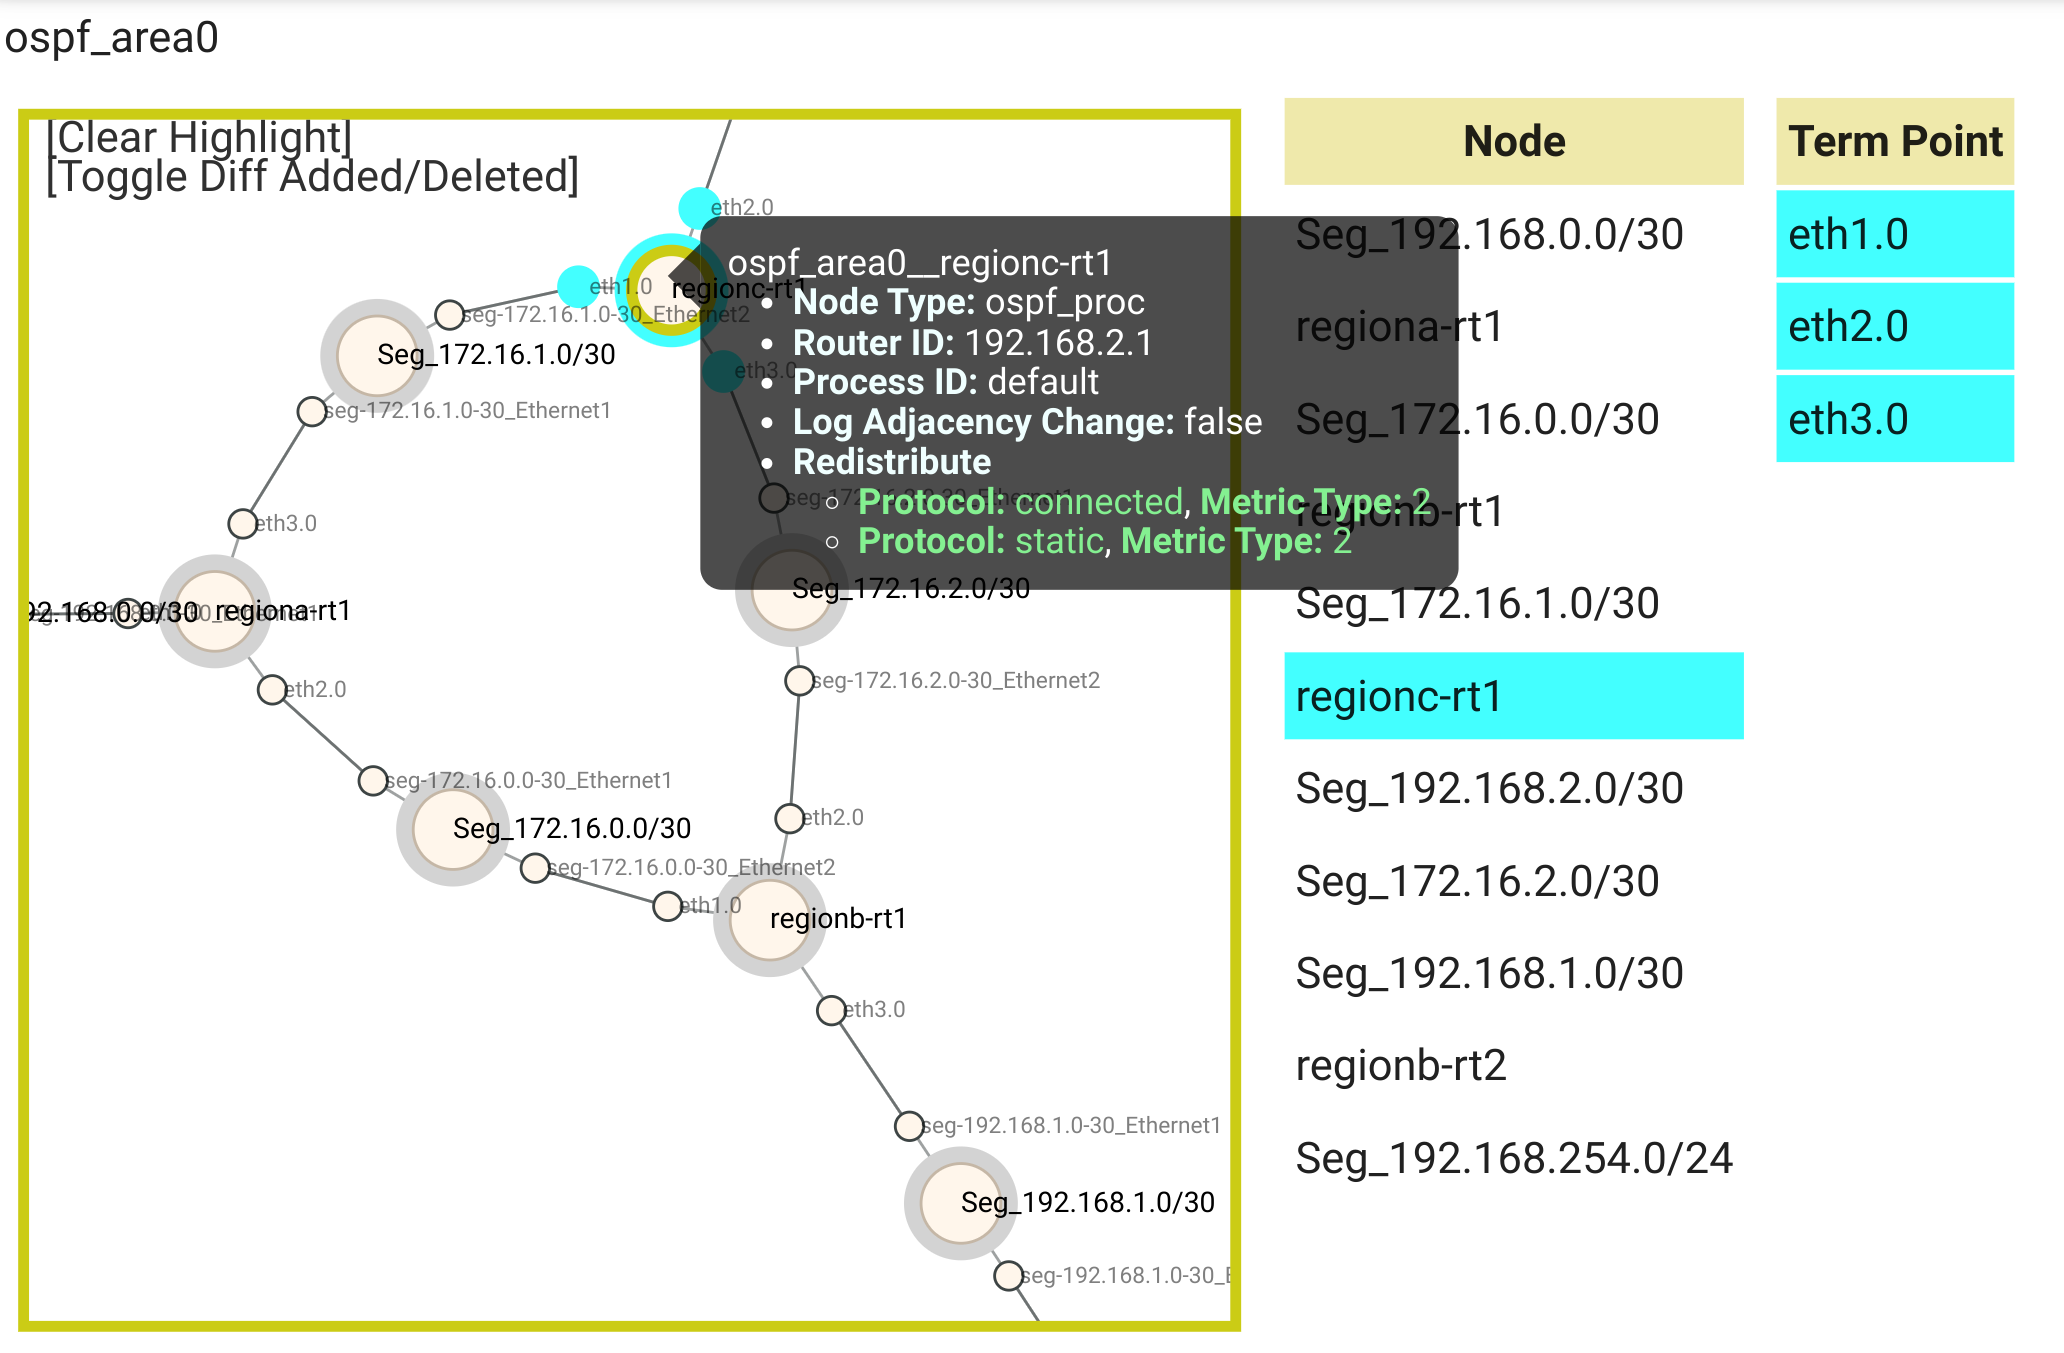 ospf_area0
[Clear Highlight]
[Toggle Diff Added/Deleted]
eth2.0
eth1.0
regionc-rt1
seg-172.16.1.0-30_Ethernet2
Seg_172.16.1.0/30
eth3.0
seg-172.16.1.0-30_Ethernet1
eth3.0
regiona-rt1
92.168.0.0/30
eth2.0
seg-172.16.0.0-30_Ethernet1
Seg_172.16.0.0/30
seg-172.16.0.0-30_Ethernet2
eth1.0
Seg_172.16.2.0/30
seg-172.16.2.0-30_Ethernet2
eth2.0
regionb-rt1
eth3.0
seg-192.168.1.0-30_Ethernet1
Seg_192.168.1.0/30
seg-192.168.1.0-30_E
ospf_area0__regionc-rt1
Node Type: ospf_proc
Router ID: 192.168.2.1
Process ID: default
Log Adjacency Change: false
Redistribute
Protocol: connected, Metric Type: 2
Protocol: static, Metric Type: 2
Node
Seg_192.168.0.0/30
regiona-rt1
Seg_172.16.0.0/30
regionb-rt1
Seg_172.16.1.0/30
regionc-rt1
Seg_192.168.2.0/30
Seg_172.16.2.0/30
Seg_192.168.1.0/30
regionb-rt2
Seg_192.168.254.0/24
Term Point
eth1.0
eth2.0
eth3.0